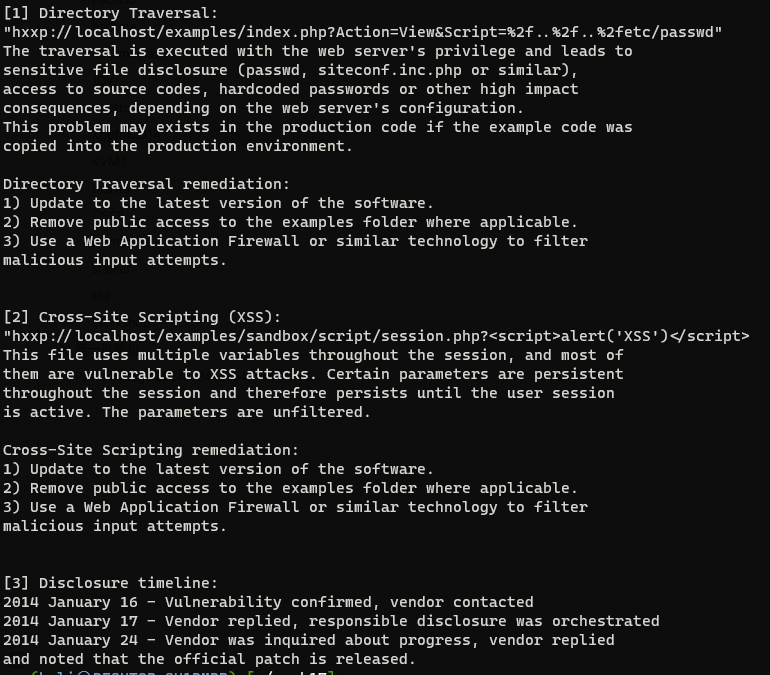 [1] Directory Traversal:
"hxxp://localhost/examples/index.php?Action=View&Script=%2f..%2f..%2fetc/passwd"
The traversal is executed with the web server's privilege and leads to
sensitive file disclosure (passwd, siteconf.inc.php or similar),
access to source codes, hardcoded passwords or other high impact
consequences, depending on the web server's configuration.
This problem may exists in the production code if the example code was
copied into the production environment.
Directory Traversal remediation:
1) Update to the latest version of the software.
2) Remove public access to the examples folder where applicable.
3) Use a Web Application Firewall or similar technology to filter
malicious input attempts.
[2] Cross-Site Scripting (XSS):
"hxxp://localhost/examples/sandbox/script/session.php?<script>alert('XSS')</script>
This file uses multiple variables throughout the session, and most of
them are vulnerable to XSS attacks. Certain parameters are persistent
throughout the session and therefore persists until the user session
is active. The parameters are unfiltered.
Cross-Site Scripting remediation:
1) Update to the latest version of the software.
2) Remove public access to the examples folder where applicable.
3) Use a Web Application Firewall or similar technology to filter
malicious input attempts.
[3] Disclosure timeline:
2014 January 16 - Vulnerability confirmed, vendor contacted
2014 January 17 - Vendor replied, responsible disclosure was orchestrated
2014 January 24 - Vendor was inquired about progress, vendor replied
and noted that the official patch is released.